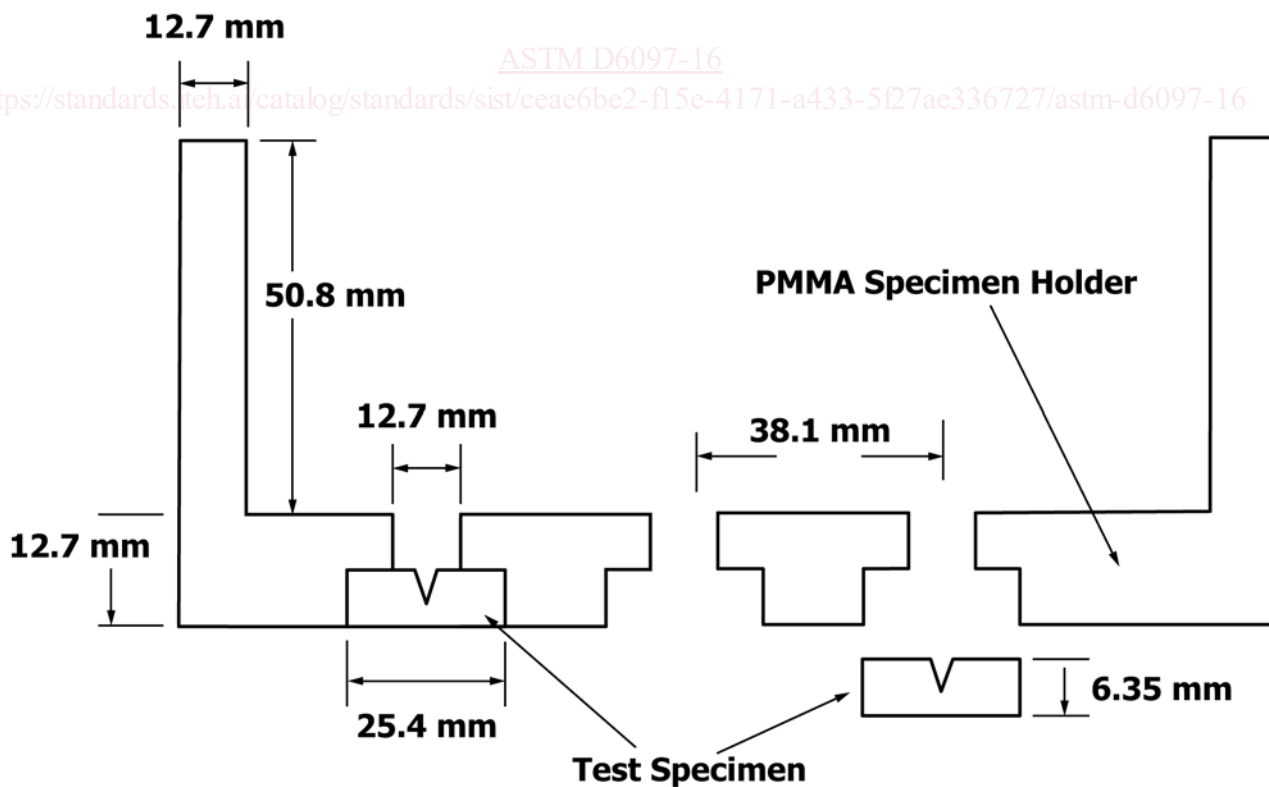 12.7 mm
ASTM D6097-16
tps://standards.iteh.ai/catalog/standards/sist/ceae6be2-f15e-4171-a433-5f27ae336727/astm-d6097-16
50.8 mm
PMMA Specimen Holder
12.7 mm
38.1 mm
12.7 mm
6.35 mm
25.4 mm
Test Specimen